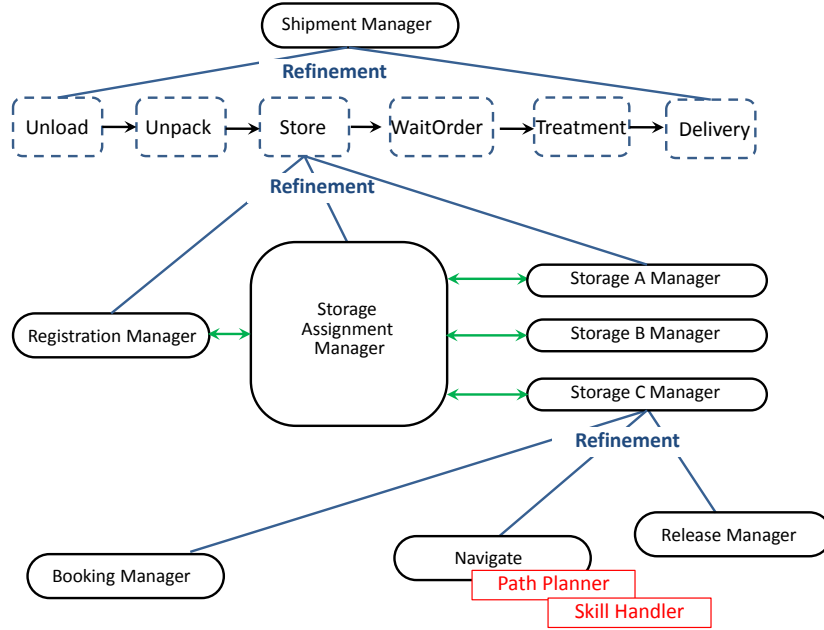 Shipment Manager
Refinement
Unload
Unpack
Store
WaitOrder
Treatment
Delivery
Refinement
Storage
Assignment
Manager
Registration Manager
Storage A Manager
Storage B Manager
Storage C Manager
Refinement
Booking Manager
Navigate
Release Manager
Path Planner
Skill Handler